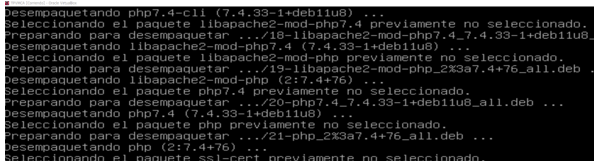 Desempaquetando php7.4-cli (7.4.33-1+deb11u8) ...
Seleccionando el paquete libapache2-mod-php7.4 previamente no seleccionado.
Preparando para desempaquetar .../18-libapache2-mod-php7.4_7.4.33-1+deb11u8_
Desempaquetando libapache2-mod-php7.4 (7.4.33-1+deb11u8) ...
Seleccionando el paquete libapache2-mod-php previamente no seleccionado.
Preparando para desempaquetar .../19-libapache2-mod-php_2%3a7.4+76_all.deb .
Desempaquetando libapache2-mod-php (2:7.4+76) ...
Seleccionando el paquete php7.4 previamente no seleccionado.
Preparando para desempaquetar .../20-php7.4_7.4.33-1+deb11u8_all.deb ...
Desempaquetando php7.4 (7.4.33-1+deb11u8) ...
Seleccionando el paquete php previamente no seleccionado.
Preparando para desempaquetar .../21-php_2%3a7.4+76_all.deb ...
Desempaquetando php (2:7.4+76) ...
Seleccionando el paquete ssl-cert previamente no seleccionado.